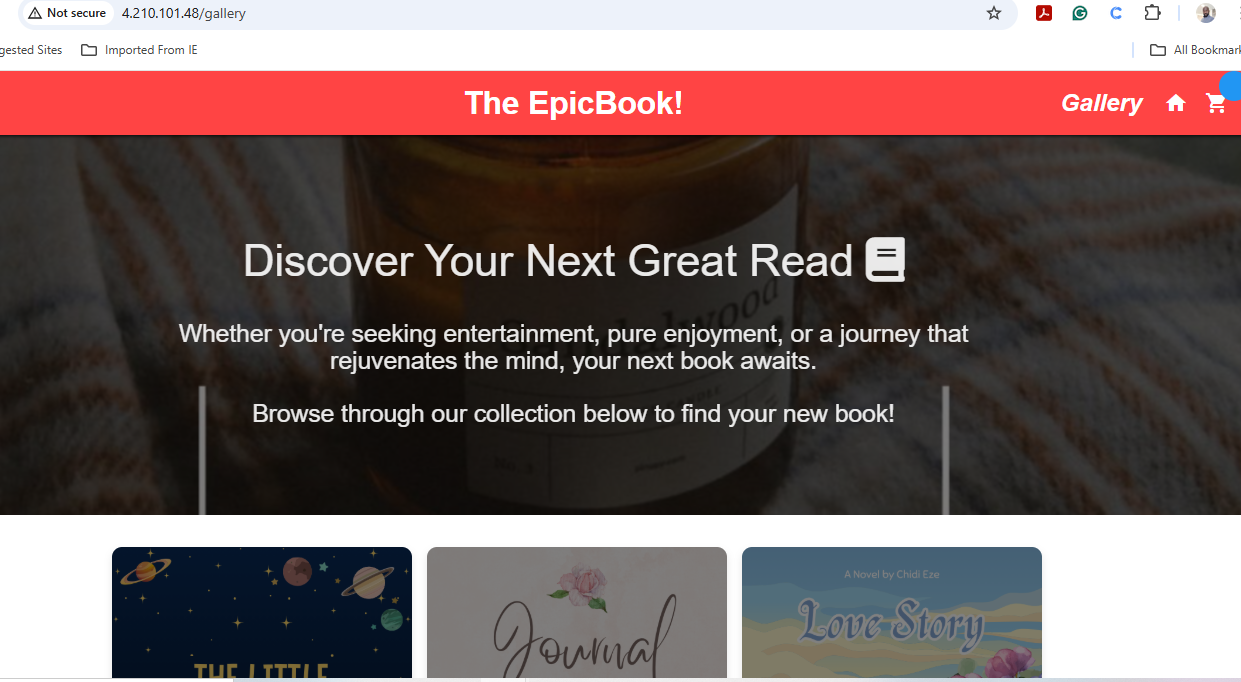 Not secure 4.210.101.48/gallery
gested Sites Imported From IE All Bookmark
The EpicBook!
Gallery
Discover Your Next Great Read
Whether you're seeking entertainment, pure enjoyment, or a journey that
rejuvenates the mind, your next book awaits.
Browse through our collection below to find your new book!
THE LITTLE
Journal
A Novel by Chidi Eze
Love Story